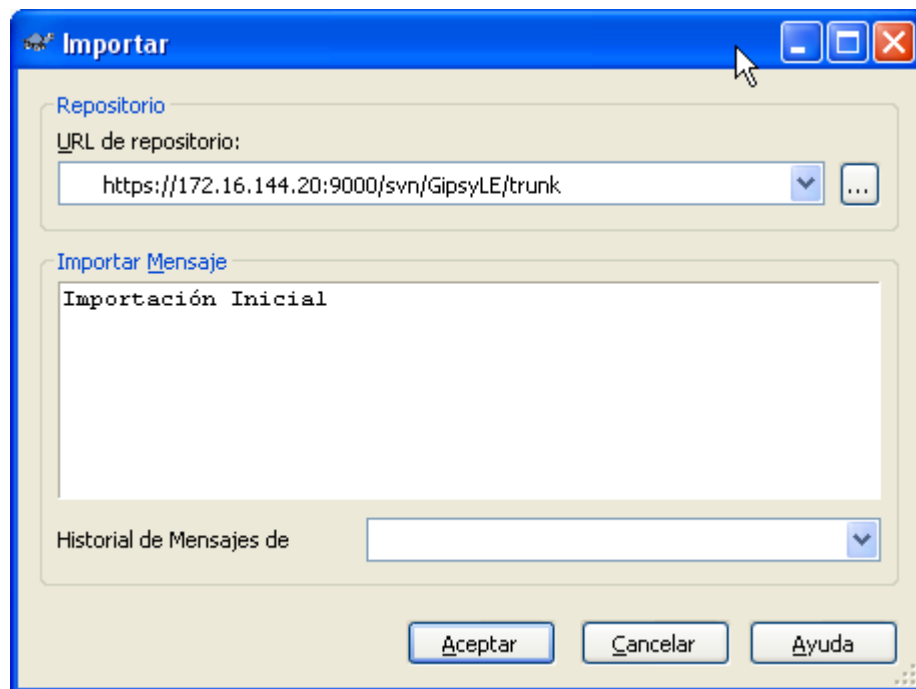 Importar
Repositorio
URL de repositorio:
https://172.16.144.20:9000/svn/GipsyLE/trunk
...
Importar Mensaje
Importación Inicial
Historial de Mensajes de
Aceptar
Cancelar
Ayuda